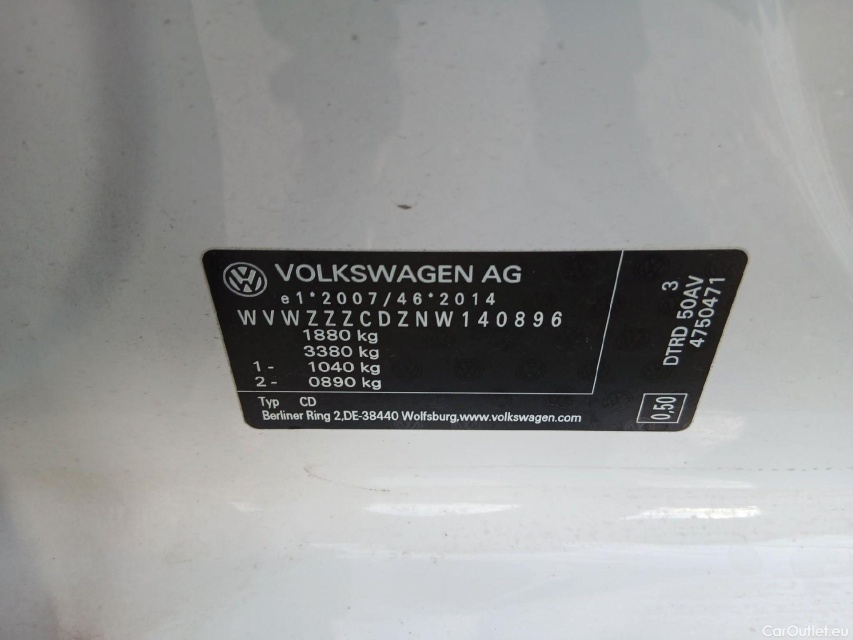 VOLKSWAGEN AG
e1*2007/46*2014
WVWZZZCDZNW140896
1880 kg
3380 kg
1- 1040 kg
2- 0890 kg
Typ CD
Berliner Ring 2,DE-38440 Wolfsburg,www.volkswagen.com
3
DTRD 50AV
4750471
0,50
CarOutlet.eu